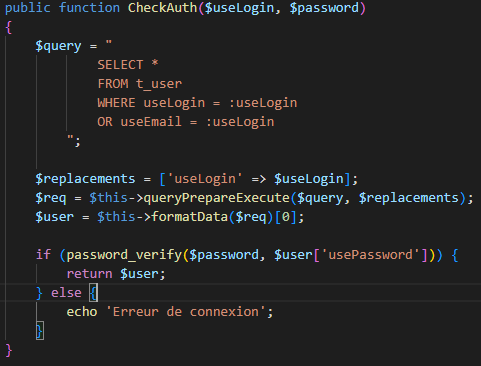 public function CheckAuth($useLogin, $password)
{
    $query = "
            SELECT *
            FROM t_user
            WHERE useLogin = :useLogin
            OR useEmail = :useLogin
        ";

    $replacements = ['useLogin' => $useLogin];
    $req = $this->queryPrepareExecute($query, $replacements);
    $user = $this->formatData($req)[0];

    if (password_verify($password, $user['usePassword'])) {
        return $user;
    } else {
        echo 'Erreur de connexion';
    }
}